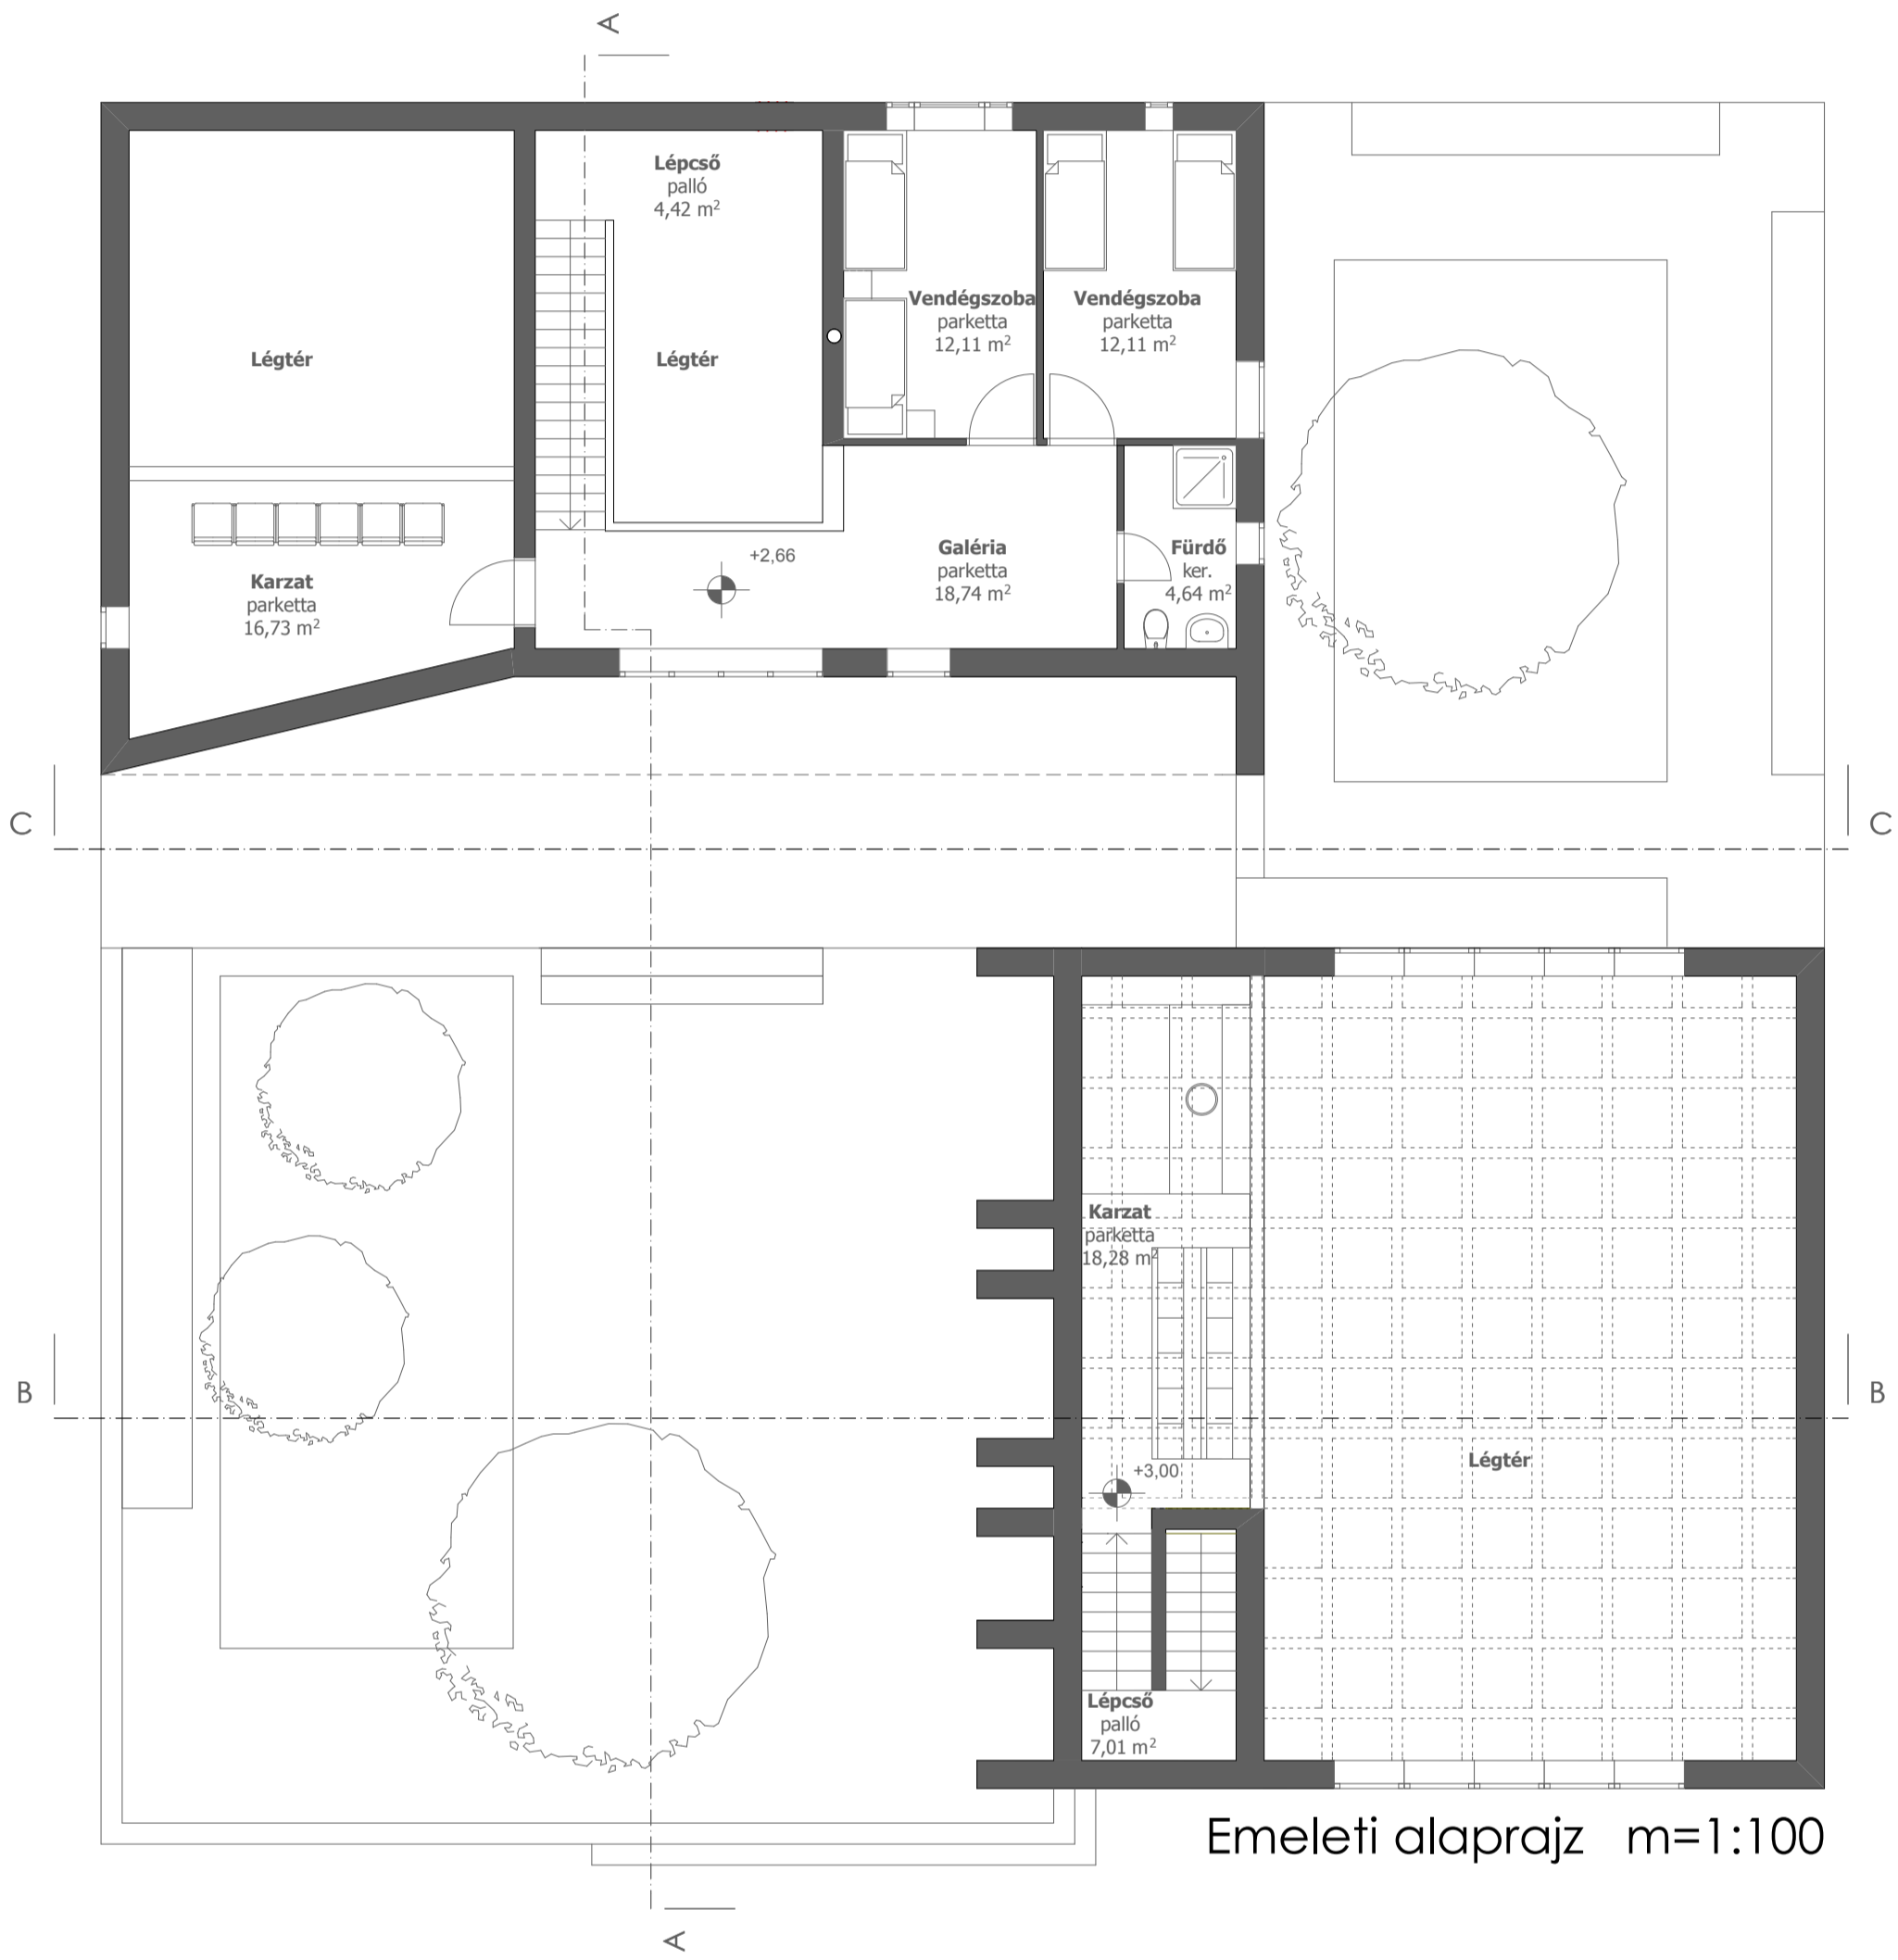 A
Lépcső
palló
4,42 m²
Légtér
Légtér
Vendégszoba
parketta
12,11 m²
Vendégszoba
parketta
12,11 m²
+2,66
Karzat
parketta
16,73 m²
Galéria
parketta
18,74 m²
Fürdő
ker.
4,64 m²
C
C
Karzat
parketta
18,28 m²
B
B
+3,00
Légtér
Lépcső
palló
7,01 m²
Emeleti alaprajz m=1:100
A